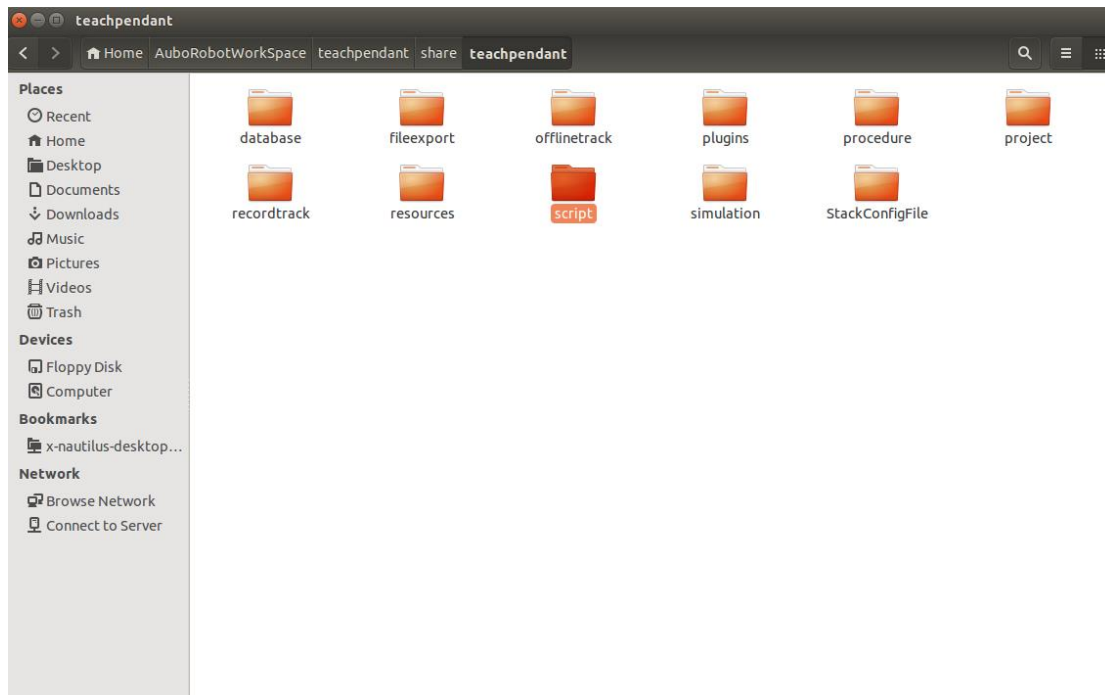 teachpendant
Home AuboRobotWorkSpace teachpendant share teachpendant
Places
Recent
Home
Desktop
Documents
Downloads
Music
Pictures
Videos
Trash
Devices
Floppy Disk
Computer
Bookmarks
x-nautilus-desktop...
Network
Browse Network
Connect to Server
database fileexport offlinetrack plugins procedure project
recordtrack resources script simulation StackConfigFile